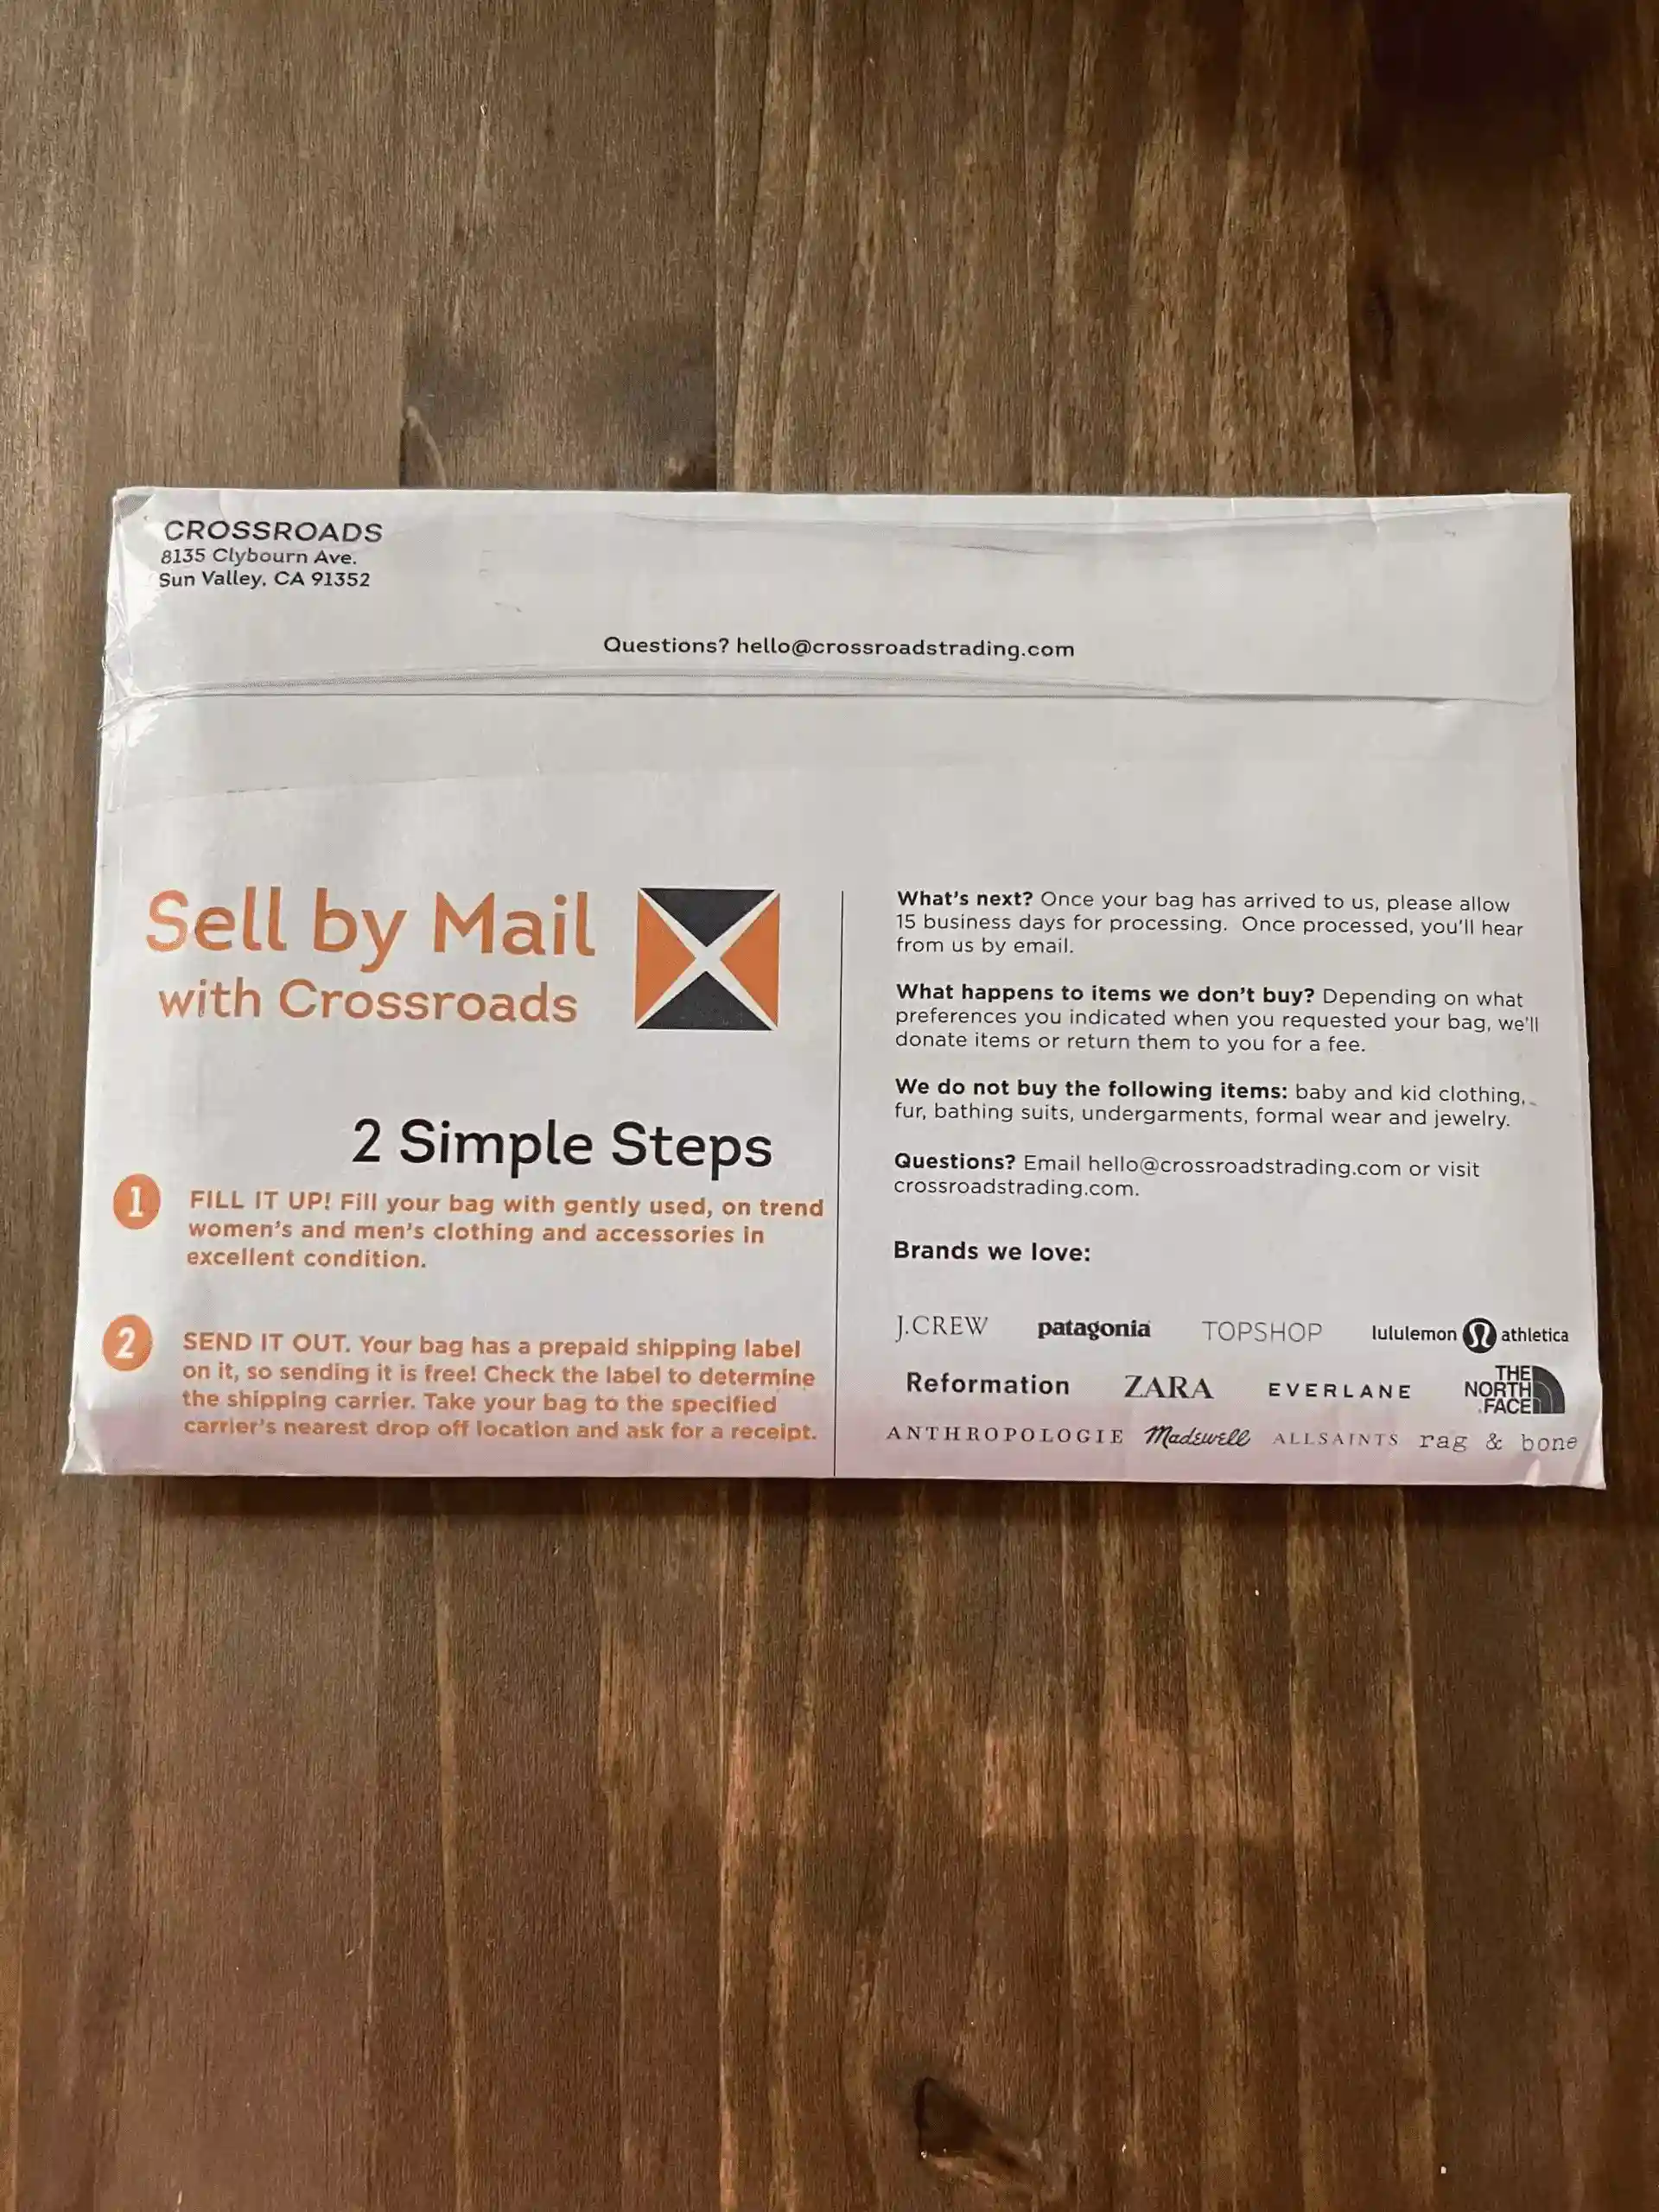 CROSSROADS
8135 Clybourn Ave.
Sun Valley, CA 91352
Questions? hello@crossroadstrading.com
Sell by Mail
with Crossroads
2 Simple Steps
1
FILL IT UP! Fill your bag with gently used, on trend
women's and men's clothing and accessories in
excellent condition.
2
SEND IT OUT. Your bag has a prepaid shipping label
on it, so sending it is free! Check the label to determine
the shipping carrier. Take your bag to the specified
carrier's nearest drop off location and ask for a receipt.
What's next? Once your bag has arrived to us, please allow
15 business days for processing. Once processed, you'll hear
from us by email.
What happens to items we don't buy? Depending on what
preferences you indicated when you requested your bag, we'll
donate items or return them to you for a fee.
We do not buy the following items: baby and kid clothing,
fur, bathing suits, undergarments, formal wear and jewelry.
Questions? Email hello@crossroadstrading.com or visit
crossroadstrading.com.
Brands we love:
J.CREW patagonia TOPSHOP lululemon athletica
Reformation ZARA EVERLANE THE NORTH FACE
ANTHROPOLOGIE Madewell ALLSAINTS rag & bone